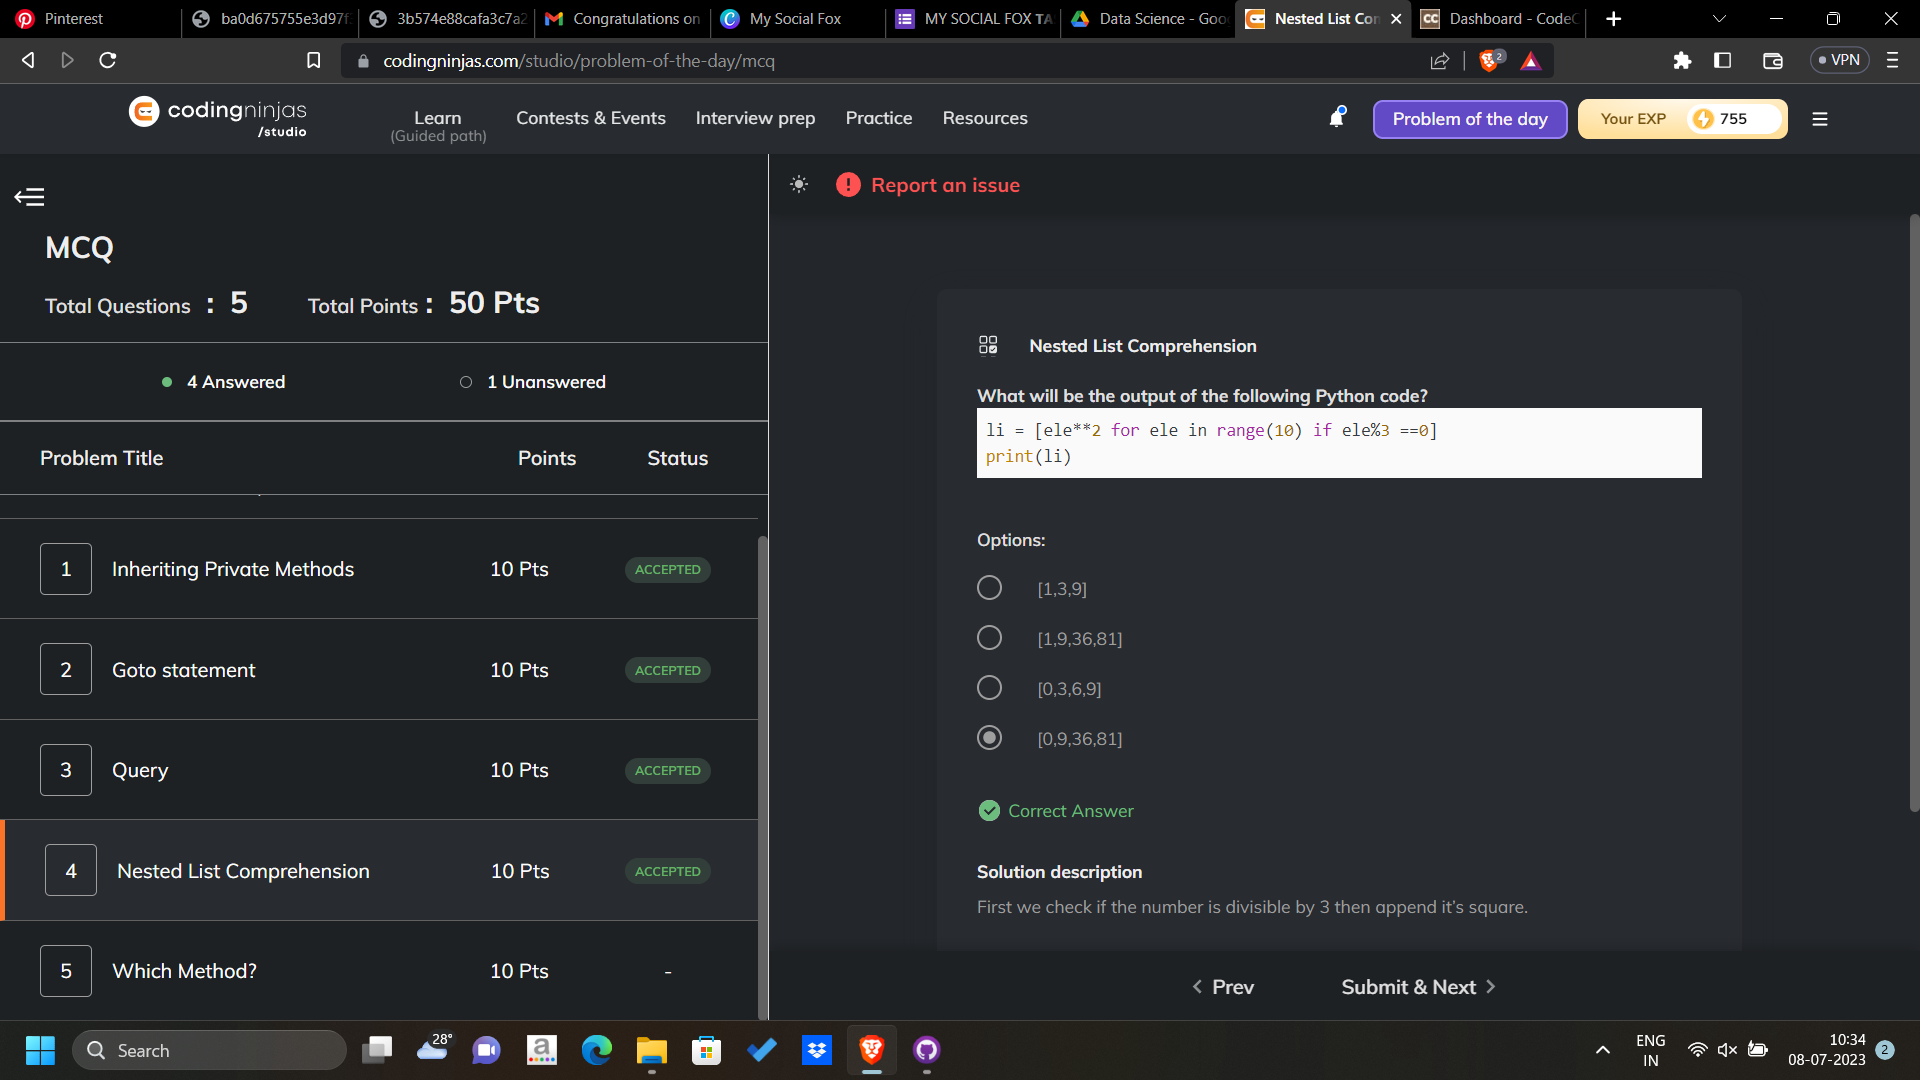 Pinterest
ba0d675755e3d97f
3b574e88cafa3c7a2
Congratulations on
My Social Fox
MY SOCIAL FOX TA
Data Science - Goo
Nested List Con
Dashboard - CodeC
codingninjas.com/studio/problem-of-the-day/mcq
2
VPN
codingninjas
/studio
Learn
(Guided path)
Contests & Events
Interview prep
Practice
Resources
Problem of the day
Your EXP
755
MCQ
Total Questions : 5
Total Points : 50 Pts
4 Answered
1 Unanswered
Problem Title
Points
Status
1
Inheriting Private Methods
10 Pts
ACCEPTED
2
Goto statement
10 Pts
ACCEPTED
3
Query
10 Pts
ACCEPTED
4
Nested List Comprehension
10 Pts
ACCEPTED
5
Which Method?
10 Pts
-
Report an issue
Nested List Comprehension
What will be the output of the following Python code?
li = [ele**2 for ele in range(10) if ele%3 ==0]
print(li)
Options:
[1,3,9]
[1,9,36,81]
[0,3,6,9]
[0,9,36,81]
Correct Answer
Solution description
First we check if the number is divisible by 3 then append it's square.
Prev
Submit & Next
Search
28°
a
ENG
IN
10:34
08-07-2023
2